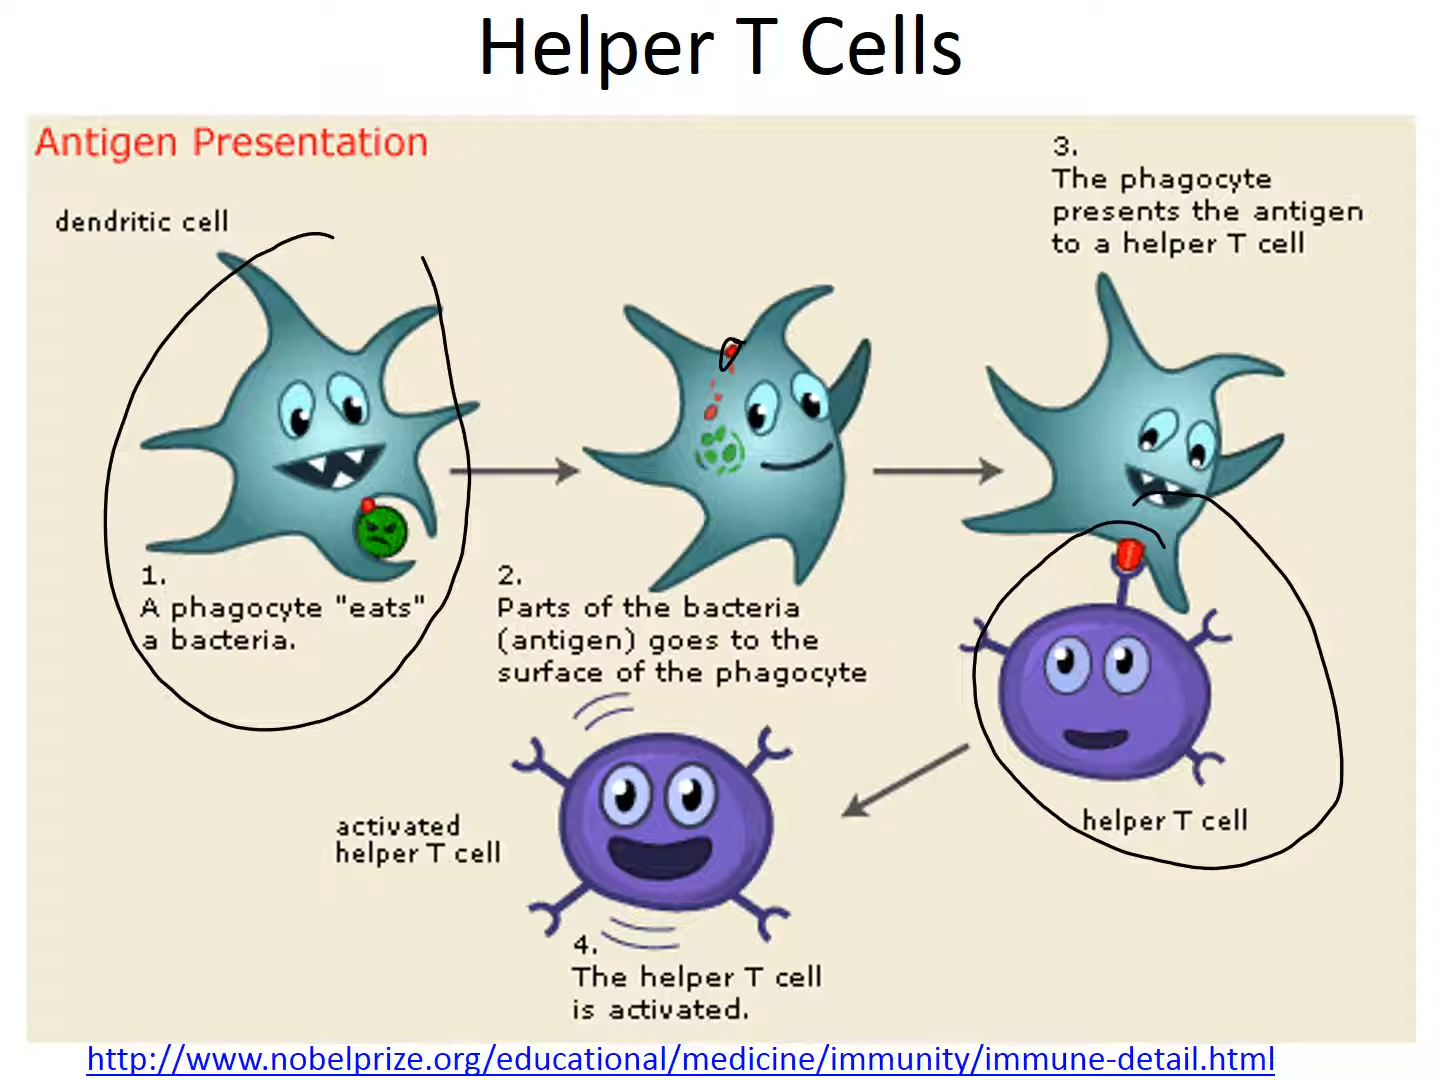 Helper T Cells
Antigen Presentation
dendritic cell
1.
A phagocyte "eats"
a bacteria.
2.
Parts of the bacteria
(antigen) goes to the
surface of the phagocyte
3.
The phagocyte
presents the antigen
to a helper T cell
helper T cell
activated
helper T cell
4.
The helper T cell
is activated.
http://www.nobelprize.org/educational/medicine/immunity/immune-detail.html